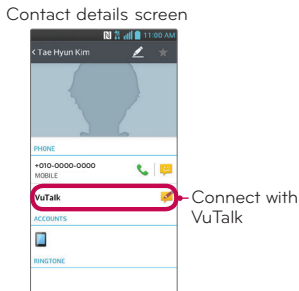 Contact details screen
11:00 AM
< Tae Hyun Kim
PHONE
+010-0000-0000
MOBILE
VuTalk
Connect with
VuTalk
ACCOUNTS
RINGTONE